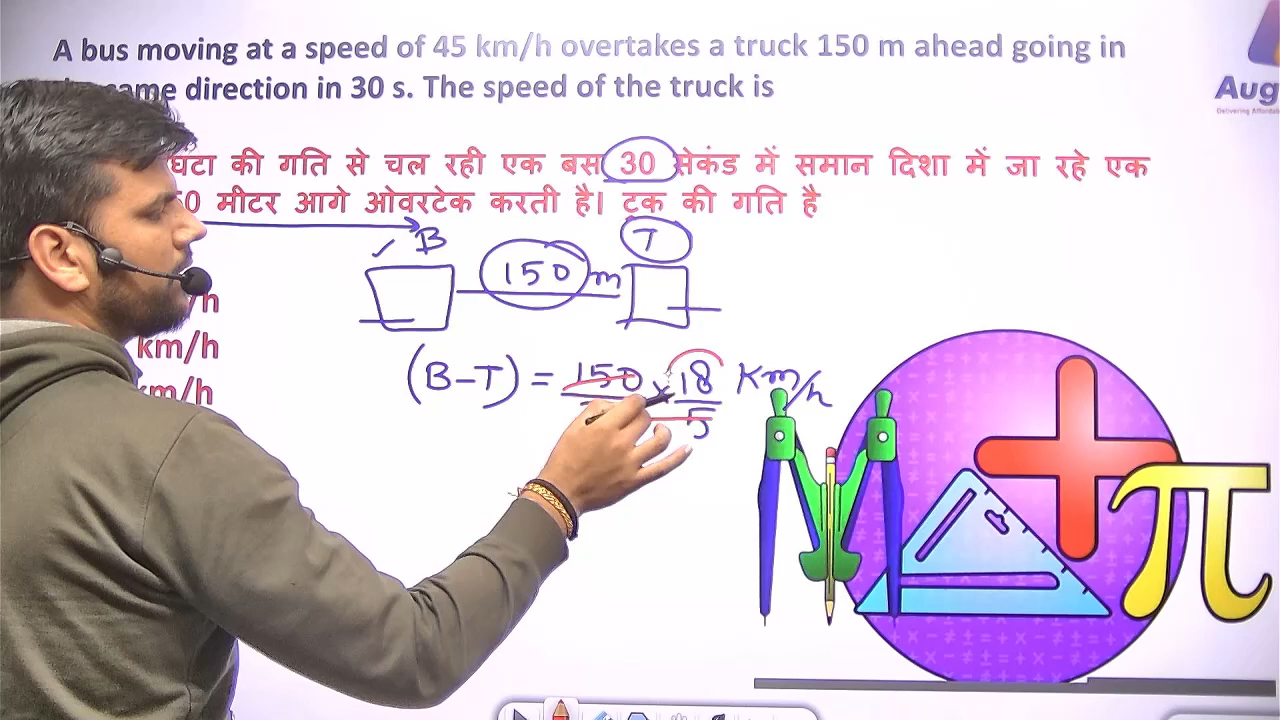 A bus moving at a speed of 45 km/h overtakes a truck 150 m ahead going in
same direction in 30 s. The speed of the truck is
Aug
घंटा की गति से चल रही एक बस 30 सेकंड में समान दिशा में जा रहे एक
मीटर आगे ओवरटेक करती है। ट्रक की गति है
B 150 m T
/h
km/h
km/h
(B-T) = 150 × 18 Km/h
5